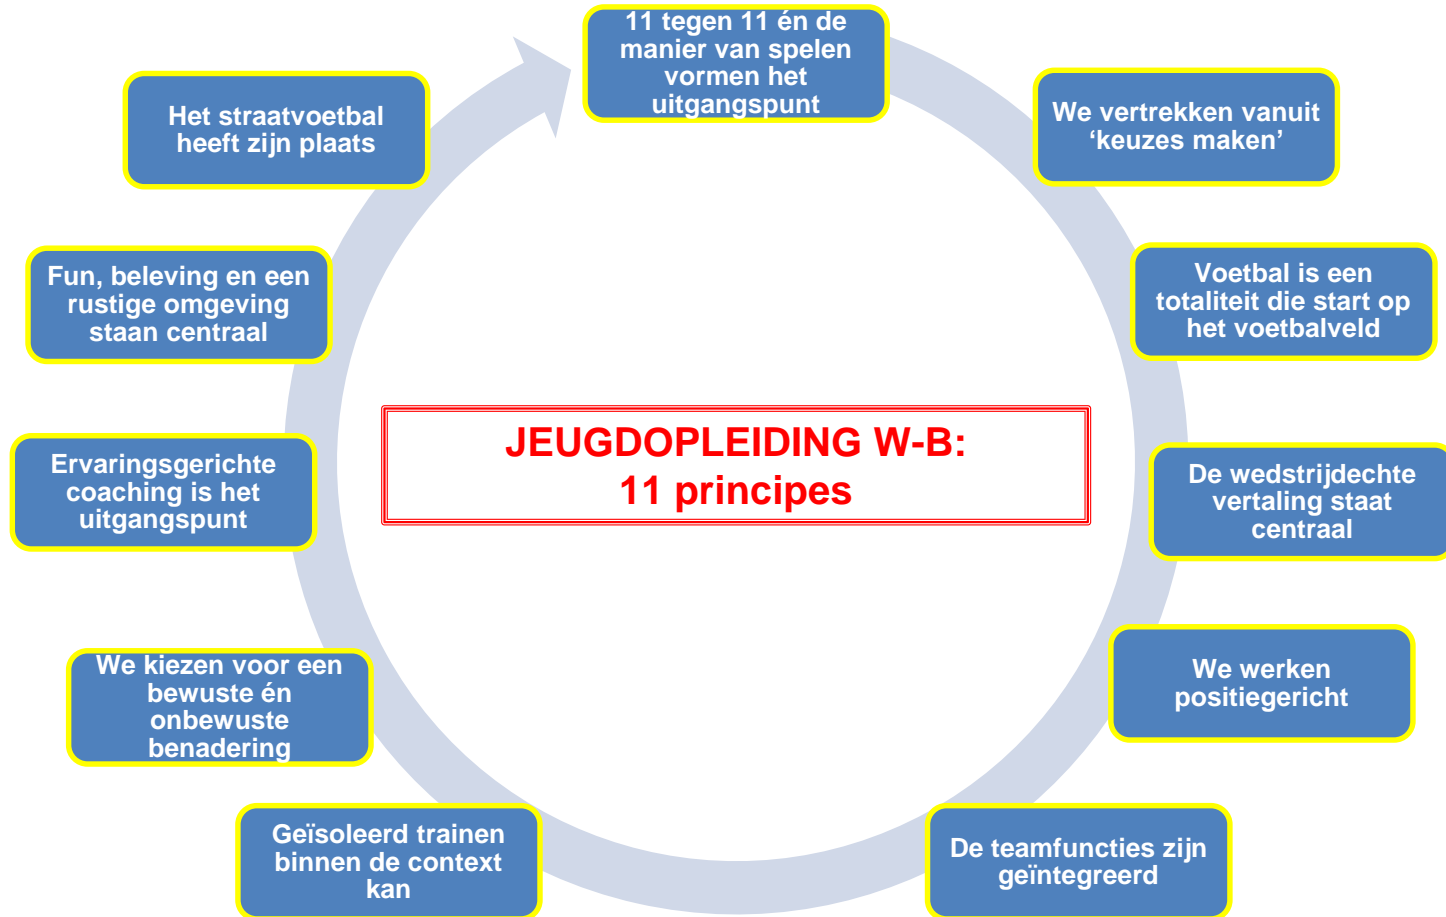 11 tegen 11 én de
manier van spelen
vormen het
uitgangspunt
We vertrekken vanuit
‘keuzes maken’
Voetbal is een
totaliteit die start op
het voetbalveld
De wedstrijdechte
vertaling staat
centraal
We werken
positiegericht
De teamfuncties zijn
geïntegreerd
Geïsoleerd trainen
binnen de context
kan
We kiezen voor een
bewuste én
onbewuste
benadering
Ervaringsgerichte
coaching is het
uitgangspunt
Fun, beleving en een
rustige omgeving
staan centraal
Het straatvoetbal
heeft zijn plaats
JEUGDOPLEIDING W-B:
11 principes